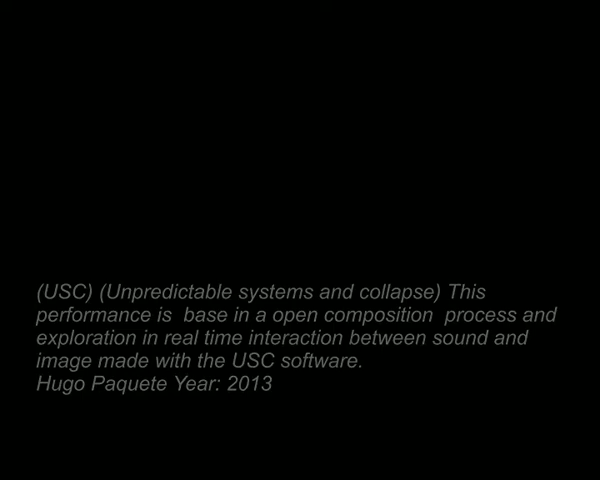 (USC) (Unpredictable systems and collapse) This
performance is  base in a open composition  process and
exploration in real time interaction between sound and
image made with the USC software.
Hugo Paquete Year: 2013